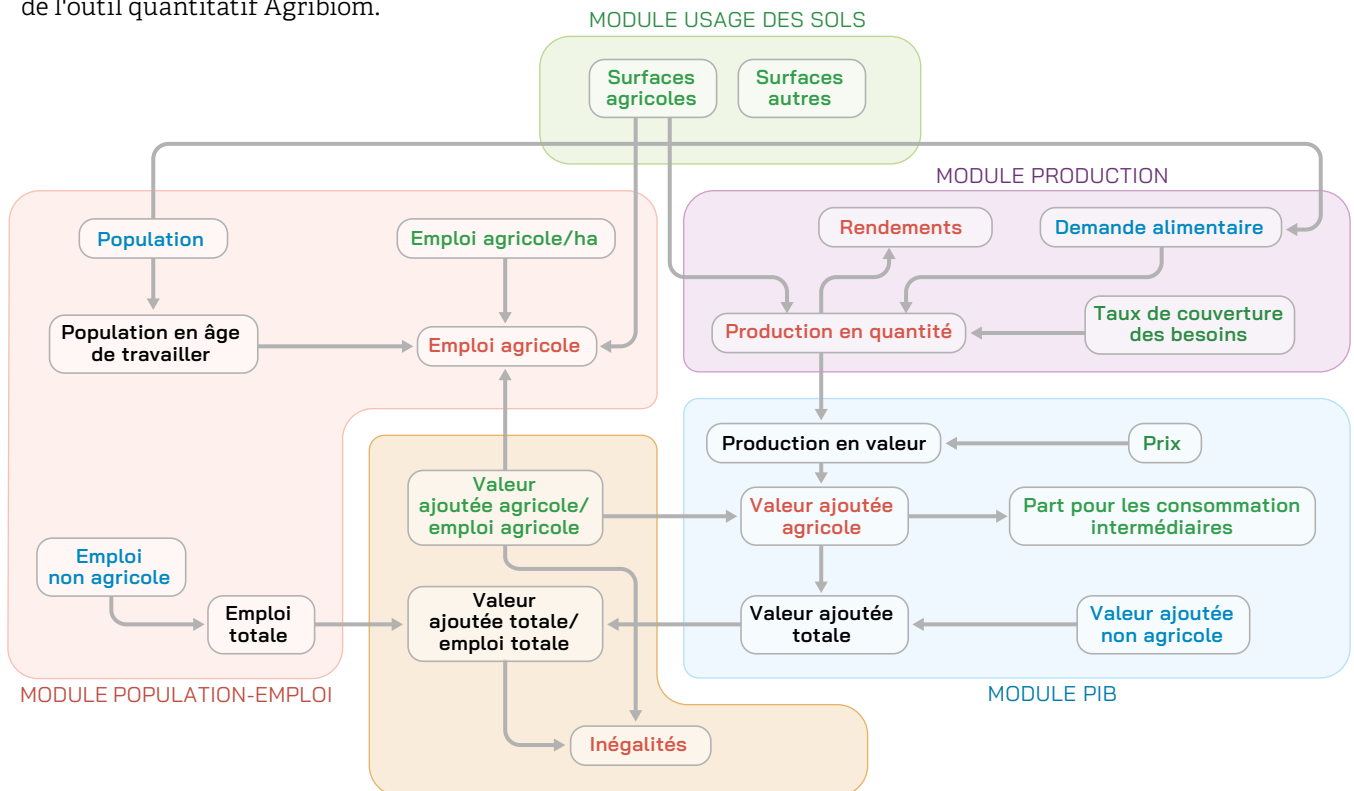 de l'outil quantitatif Agribiom.
MODULE USAGE DES SOLS
Surfaces
agricoles
Surfaces
autres
MODULE PRODUCTION
Population
Emploi agricole/ha
Rendements
Demande alimentaire
Population en âge
de travailler
Emploi agricole
Production en quantité
Taux de couverture
des besoins
Production en valeur
Prix
Valeur
ajoutée agricole/
emploi agricole
Valeur ajoutée
agricole
Part pour les consommation
intermédiaires
Emploi
non agricole
Emploi
totale
Valeur
ajoutée totale/
emploi totale
Valeur ajoutée
totale
Valeur ajoutée
non agricole
MODULE POPULATION-EMPLOI
MODULE PIB
Inégalités